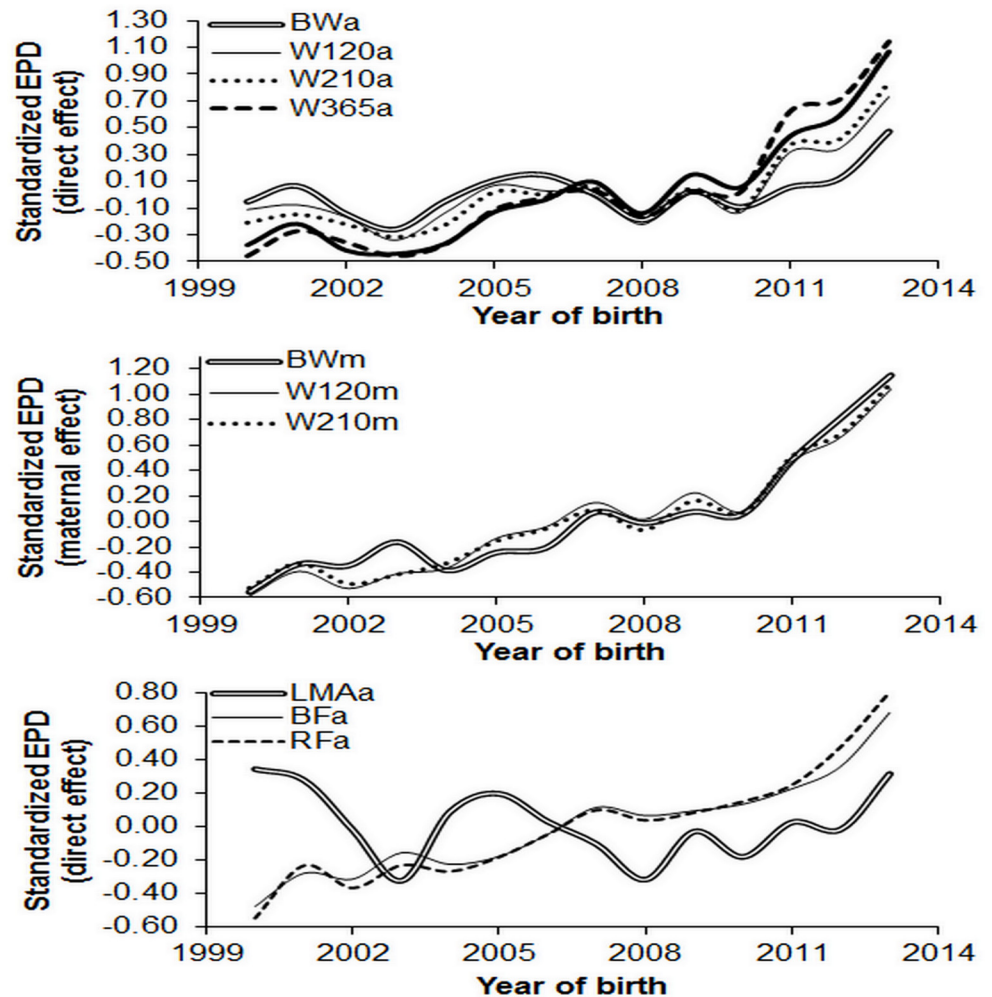 Standardized EPD
(direct effect)
1.30
1.10
0.90
0.70
0.50
0.30
0.10
-0.10
-0.30
-0.50
BWa
W120a
W210a
W365a
1999 2002 2005 2008 2011 2014
Year of birth
Standardized EPD
(maternal effect)
1.20
1.00
0.80
0.60
0.40
0.20
0.00
-0.20
-0.40
-0.60
BWm
W120m
W210m
1999 2002 2005 2008 2011 2014
Year of birth
Standardized EPD
(direct effect)
0.80
0.60
0.40
0.20
0.00
-0.20
-0.40
-0.60
LMAa
BFa
RFa
1999 2002 2005 2008 2011 2014
Year of birth